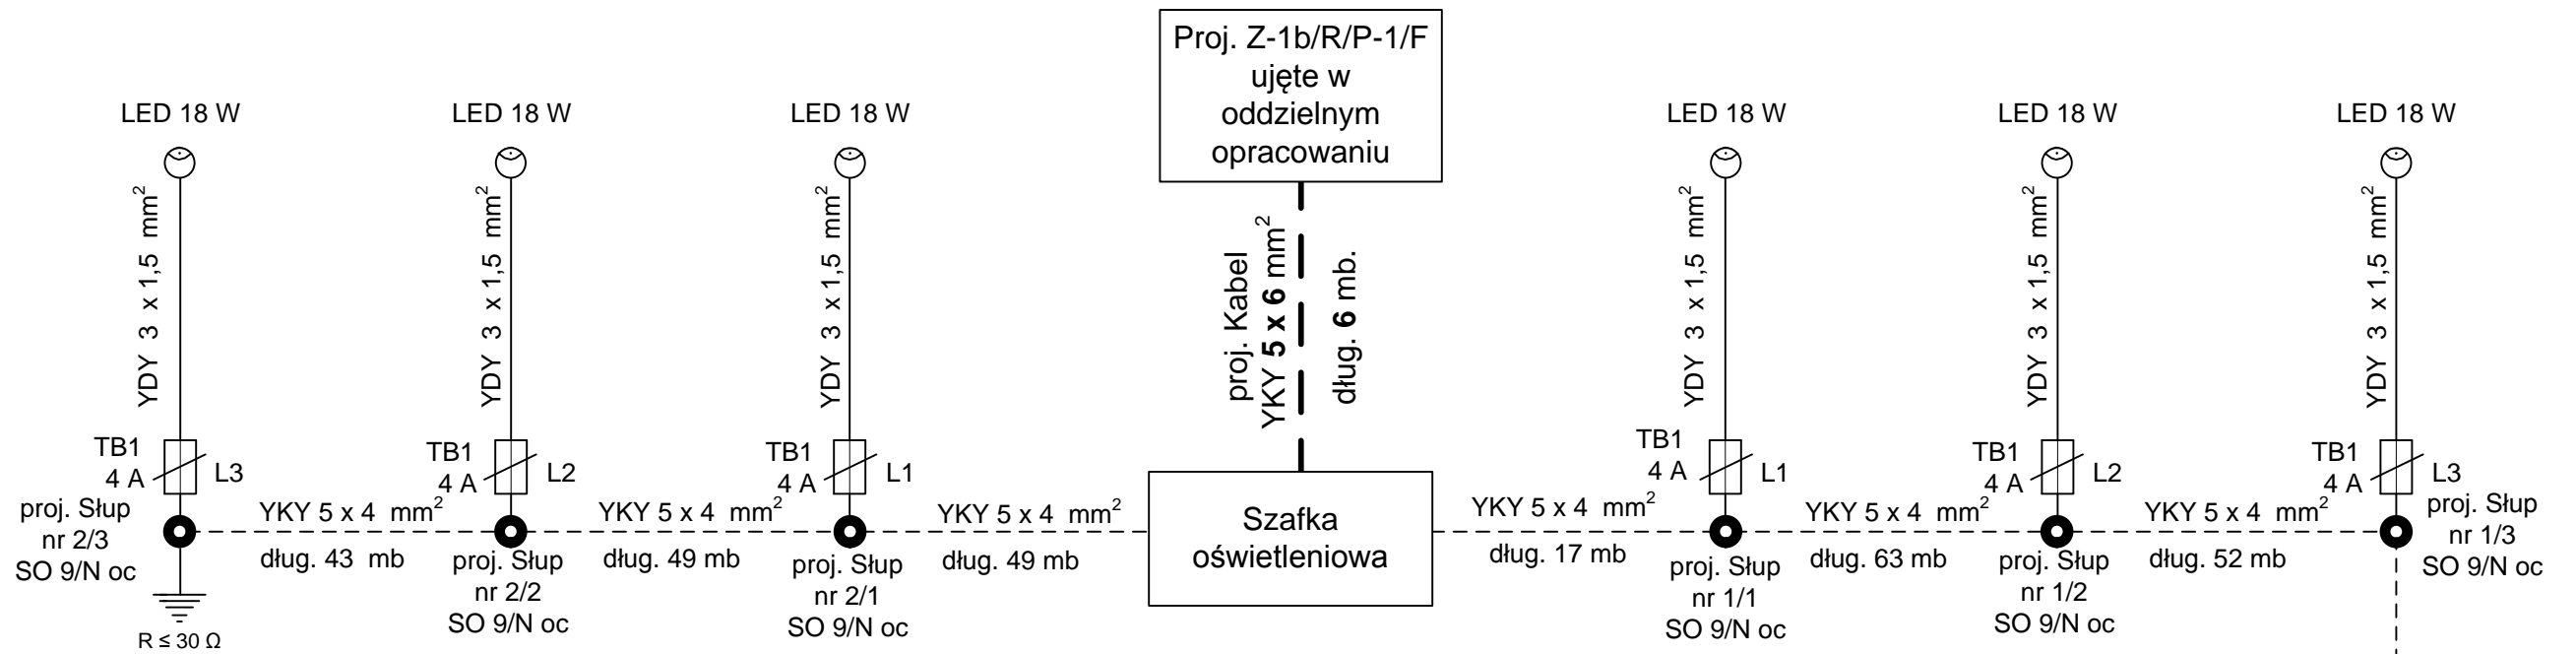 Proj. Z-1b/R/P-1/F
ujęte w
oddzielnym
opracowaniu
LED 18 W
LED 18 W
LED 18 W
LED 18 W
LED 18 W
LED 18 W
YDY 3 x 1,5 mm²
YDY 3 x 1,5 mm²
YDY 3 x 1,5 mm²
proj. Kabel
YKY 5 x 6 mm²
dług. 6 mb.
YDY 3 x 1,5 mm²
YDY 3 x 1,5 mm²
YDY 3 x 1,5 mm²
TB1
4 A
L3
TB1
4 A
L2
TB1
4 A
L1
TB1
4 A
L1
TB1
4 A
L2
TB1
4 A
L3
proj. Słup
nr 2/3
SO 9/N oc
R ≤ 30 Ω
YKY 5 x 4 mm²
dług. 43 mb
proj. Słup
nr 2/2
SO 9/N oc
YKY 5 x 4 mm²
dług. 49 mb
proj. Słup
nr 2/1
SO 9/N oc
YKY 5 x 4 mm²
dług. 49 mb
Szafka
oświetleniowa
YKY 5 x 4 mm²
dług. 17 mb
proj. Słup
nr 1/1
SO 9/N oc
YKY 5 x 4 mm²
dług. 63 mb
proj. Słup
nr 1/2
SO 9/N oc
YKY 5 x 4 mm²
dług. 52 mb
proj. Słup
nr 1/3
SO 9/N oc